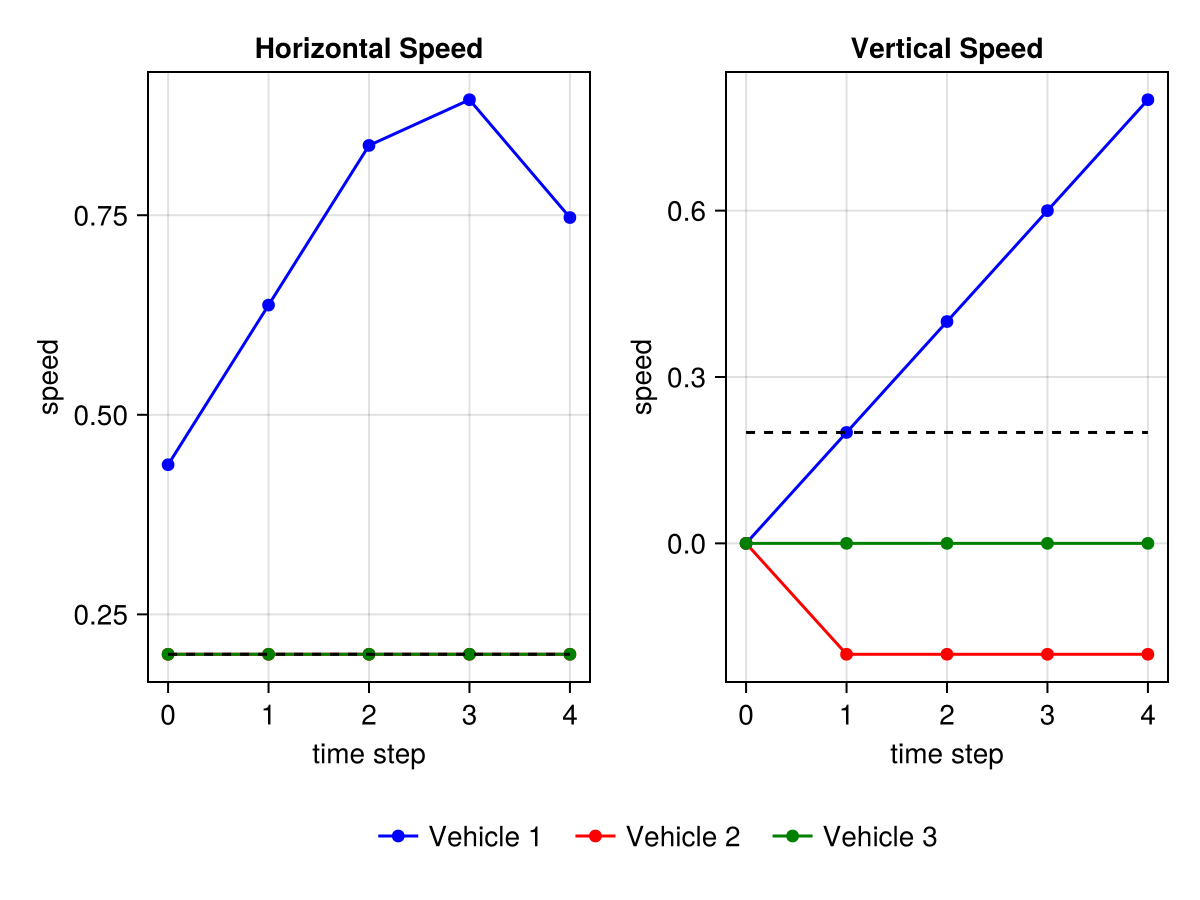 Horizontal Speed
0.75
0.50
0.25
speed
0 1 2 3 4
time step
Vertical Speed
0.6
0.3
0.0
speed
0 1 2 3 4
time step
Vehicle 1 Vehicle 2 Vehicle 3